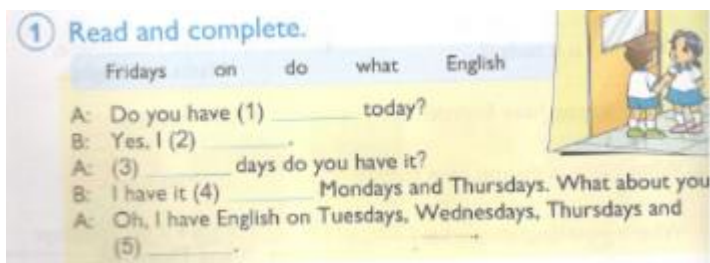 1 Read and complete.
Fridays on do what English
A: Do you have (1) ________ today?
B: Yes, I (2) ________.
A: (3) ________ days do you have it?
B: I have it (4) ________ Mondays and Thursdays. What about you
A: Oh, I have English on Tuesdays, Wednesdays, Thursdays and
(5) ________.